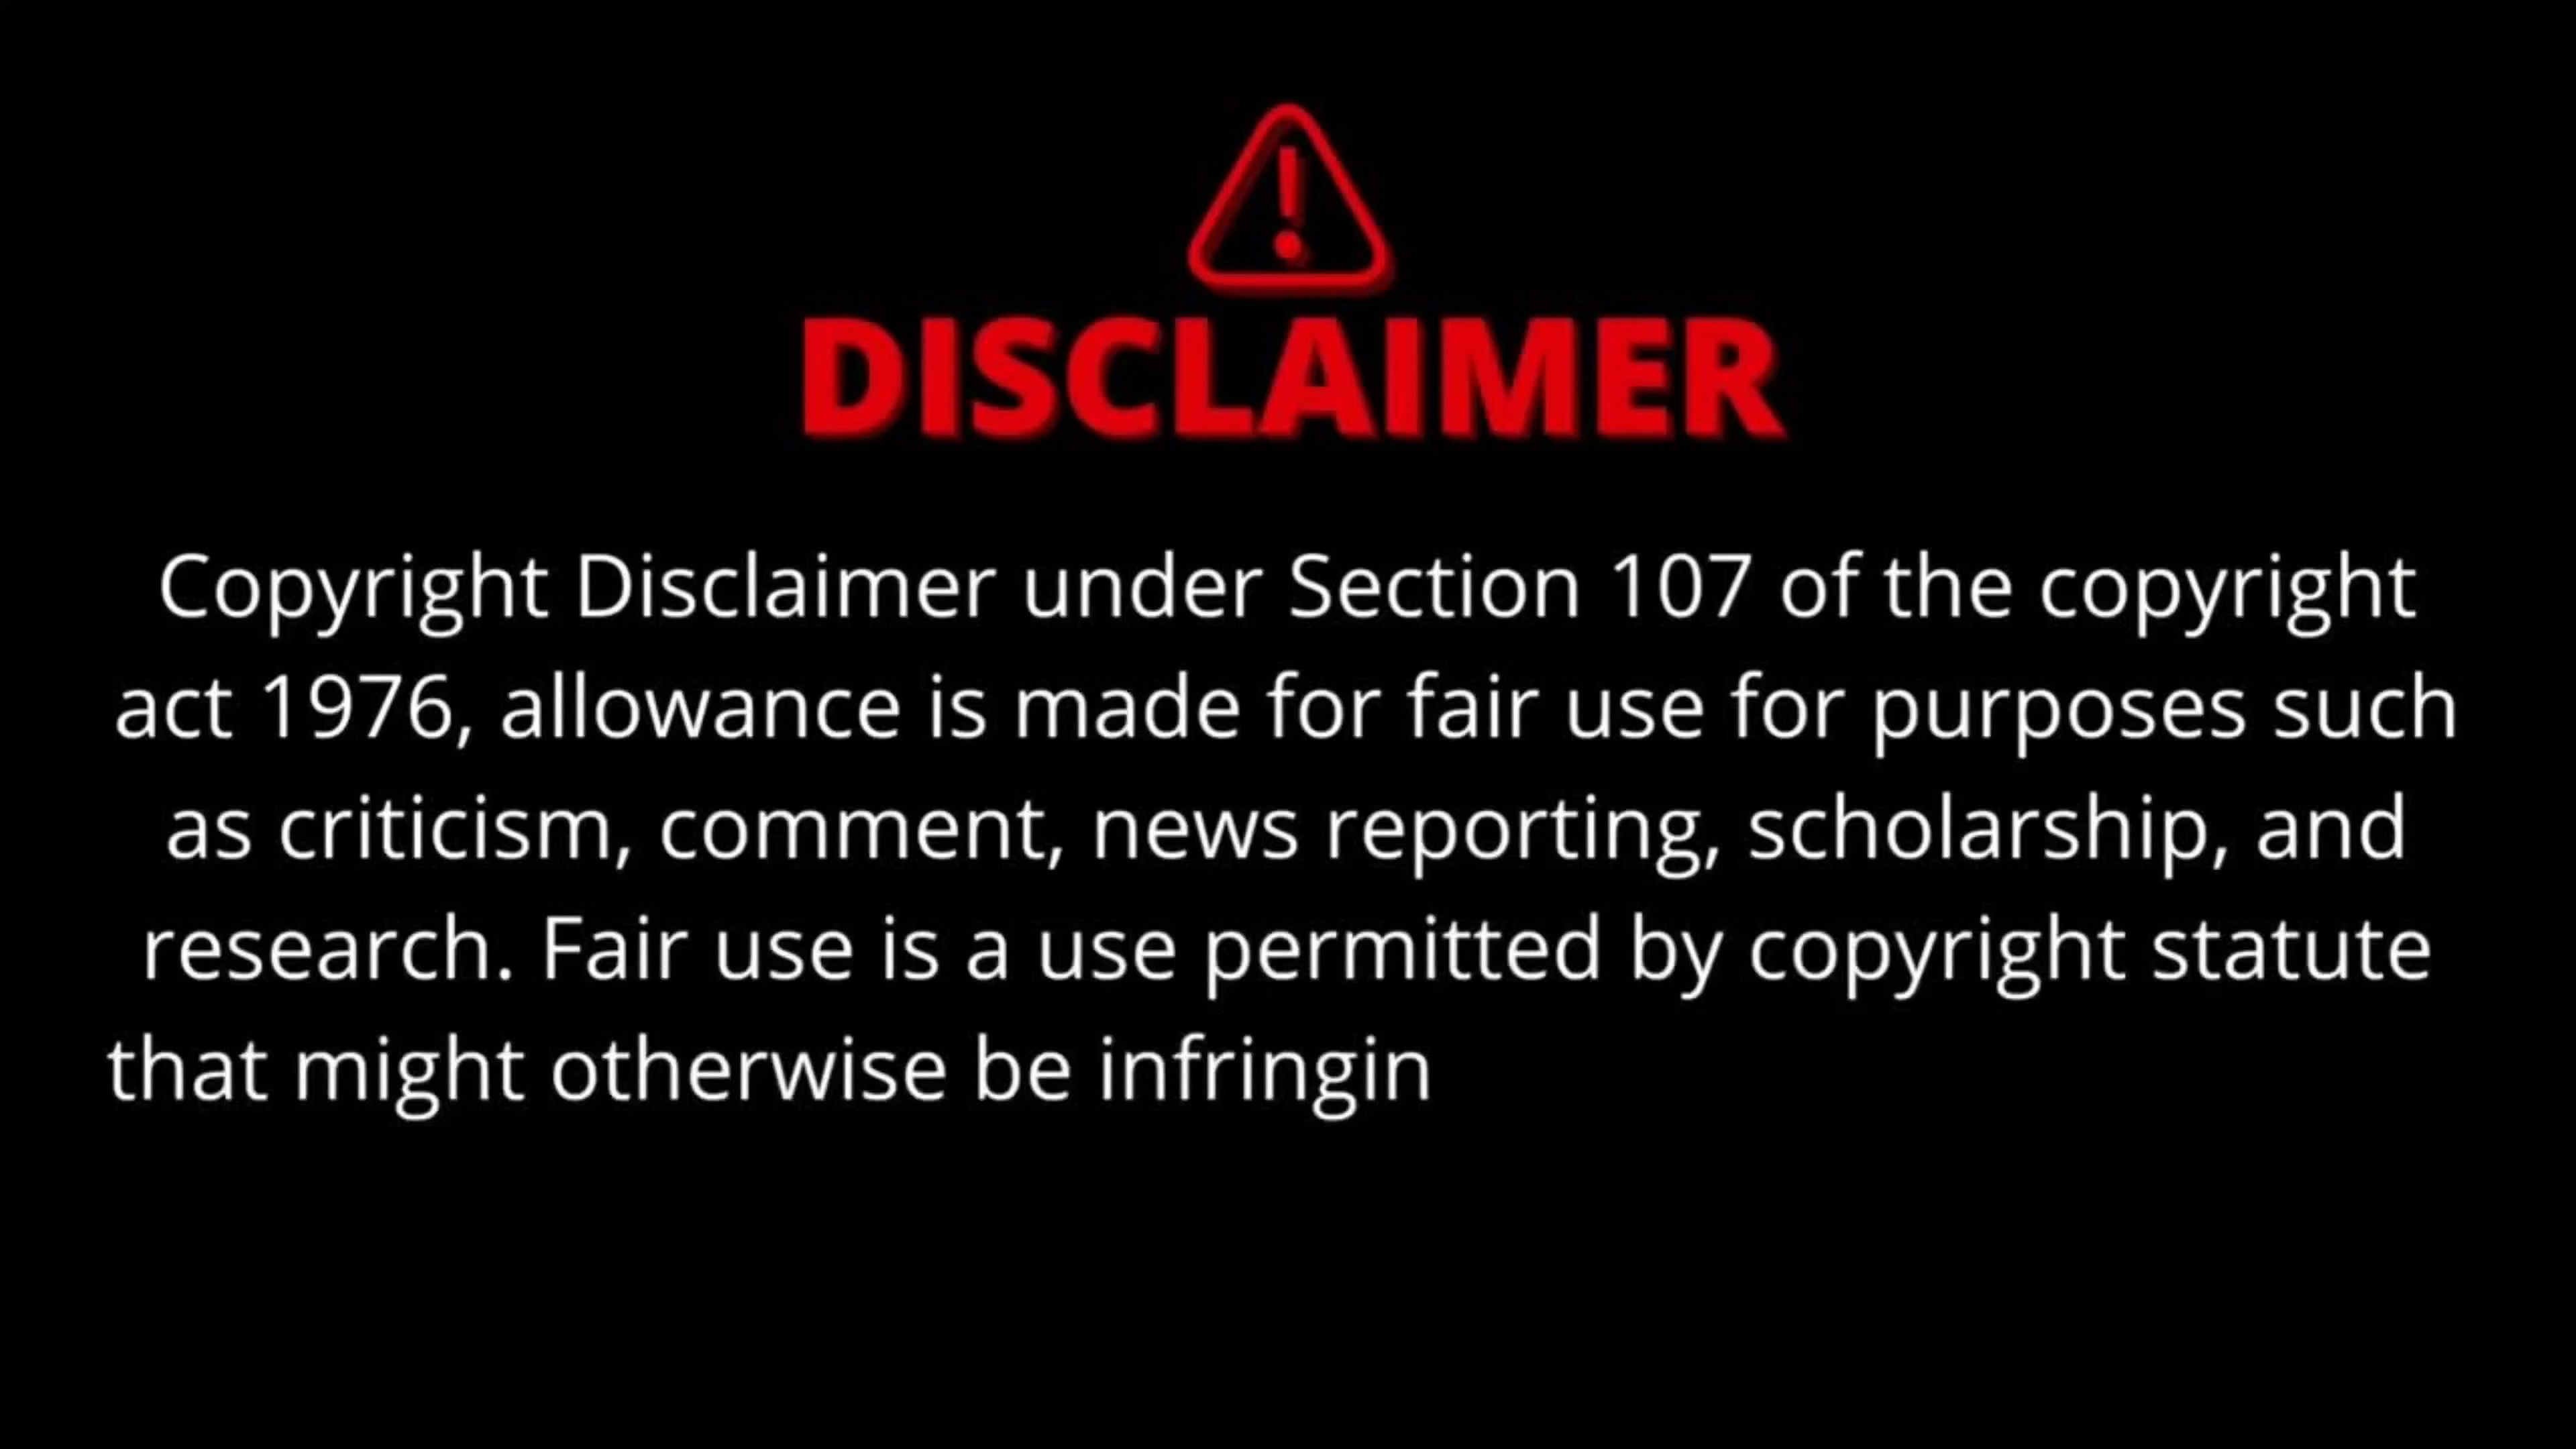 DISCLAIMER
Copyright Disclaimer under Section 107 of the copyright
act 1976, allowance is made for fair use for purposes such
as criticism, comment, news reporting, scholarship, and
research. Fair use is a use permitted by copyright statute
that might otherwise be infringin